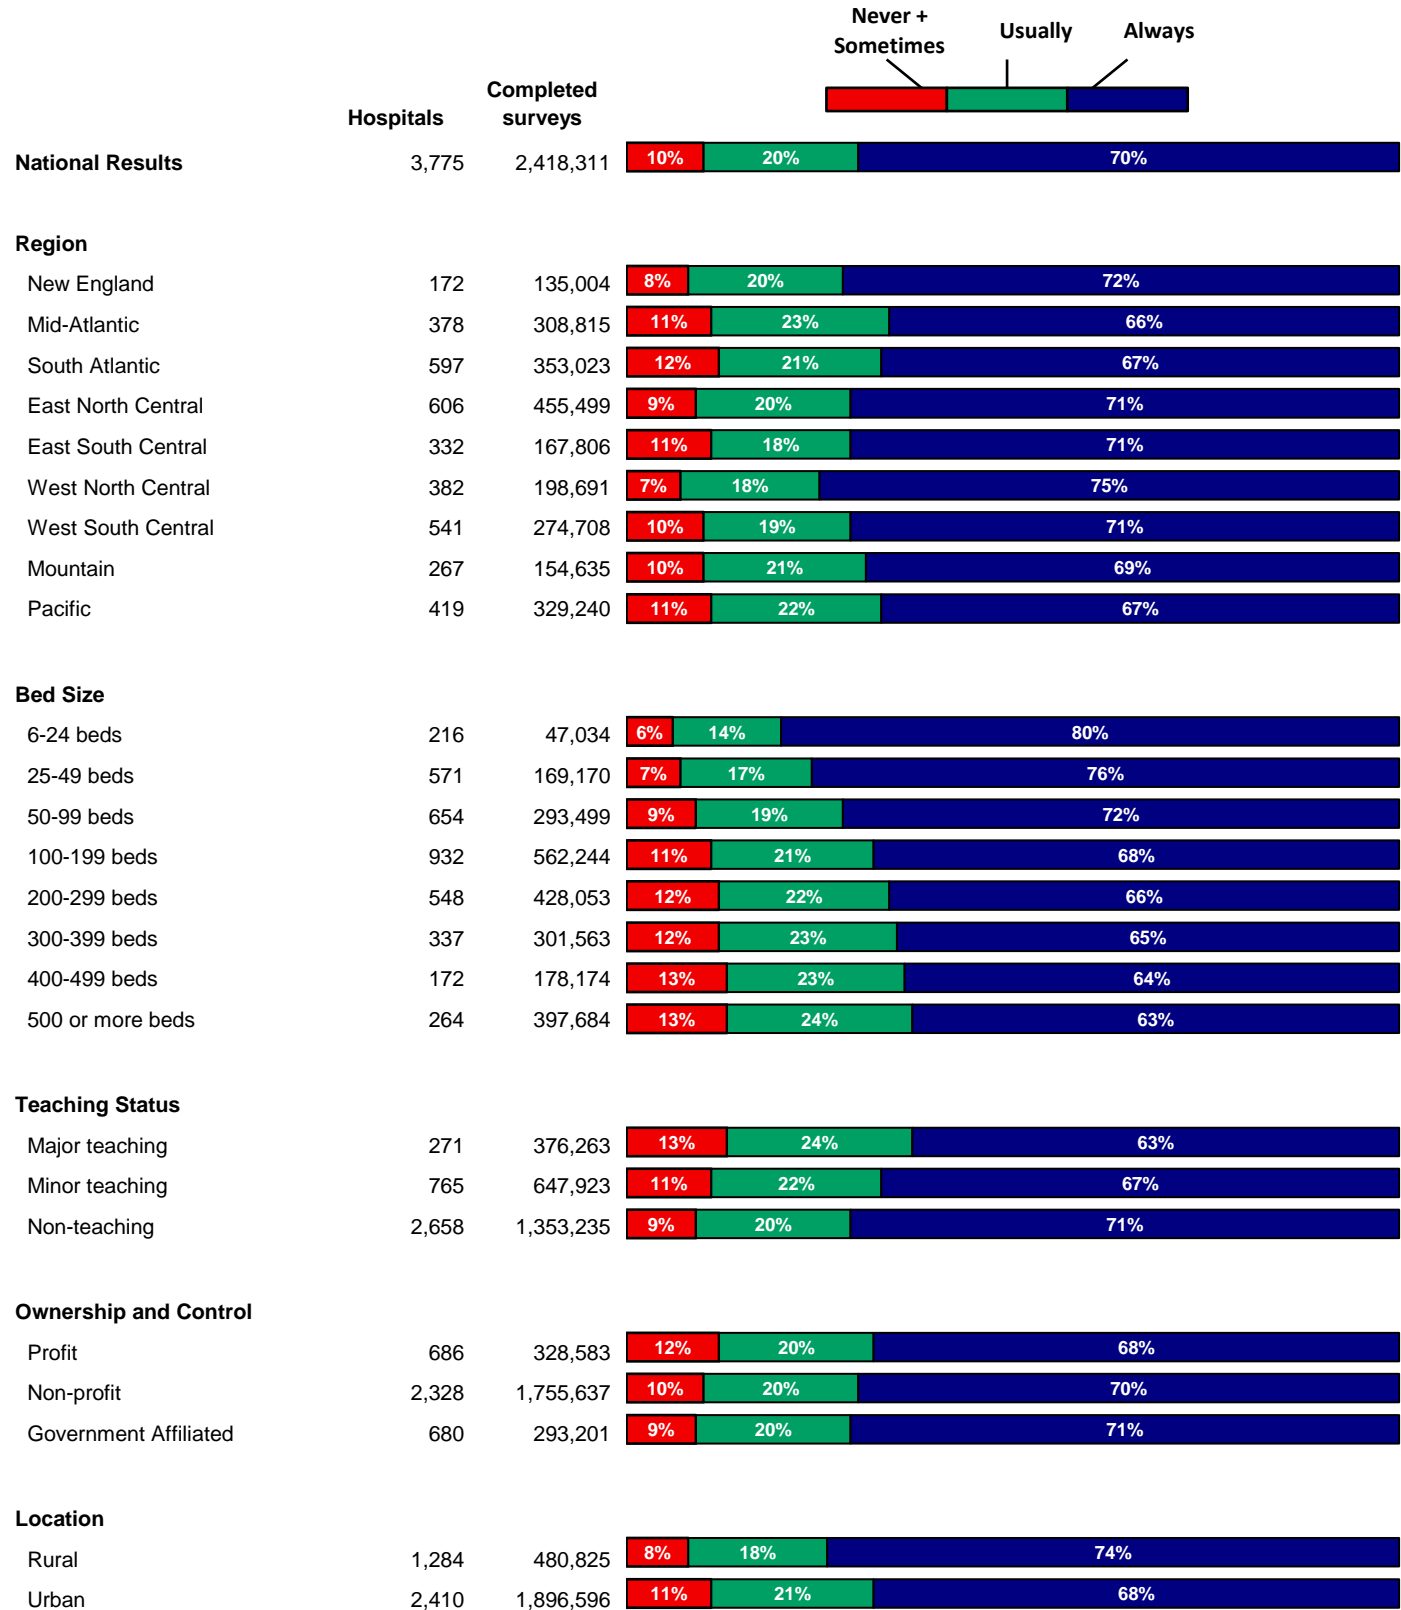 Never +
Sometimes
Usually
Always
Hospitals
Completed
surveys
National Results 3,775 2,418,311 10% 20% 70%
Region
New England 172 135,004 8% 20% 72%
Mid-Atlantic 378 308,815 11% 23% 66%
South Atlantic 597 353,023 12% 21% 67%
East North Central 606 455,499 9% 20% 71%
East South Central 332 167,806 11% 18% 71%
West North Central 382 198,691 7% 18% 75%
West South Central 541 274,708 10% 19% 71%
Mountain 267 154,635 10% 21% 69%
Pacific 419 329,240 11% 22% 67%
Bed Size
6-24 beds 216 47,034 6% 14% 80%
25-49 beds 571 169,170 7% 17% 76%
50-99 beds 654 293,499 9% 19% 72%
100-199 beds 932 562,244 11% 21% 68%
200-299 beds 548 428,053 12% 22% 66%
300-399 beds 337 301,563 12% 23% 65%
400-499 beds 172 178,174 13% 23% 64%
500 or more beds 264 397,684 13% 24% 63%
Teaching Status
Major teaching 271 376,263 13% 24% 63%
Minor teaching 765 647,923 11% 22% 67%
Non-teaching 2,658 1,353,235 9% 20% 71%
Ownership and Control
Profit 686 328,583 12% 20% 68%
Non-profit 2,328 1,755,637 10% 20% 70%
Government Affiliated 680 293,201 9% 20% 71%
Location
Rural 1,284 480,825 8% 18% 74%
Urban 2,410 1,896,596 11% 21% 68%